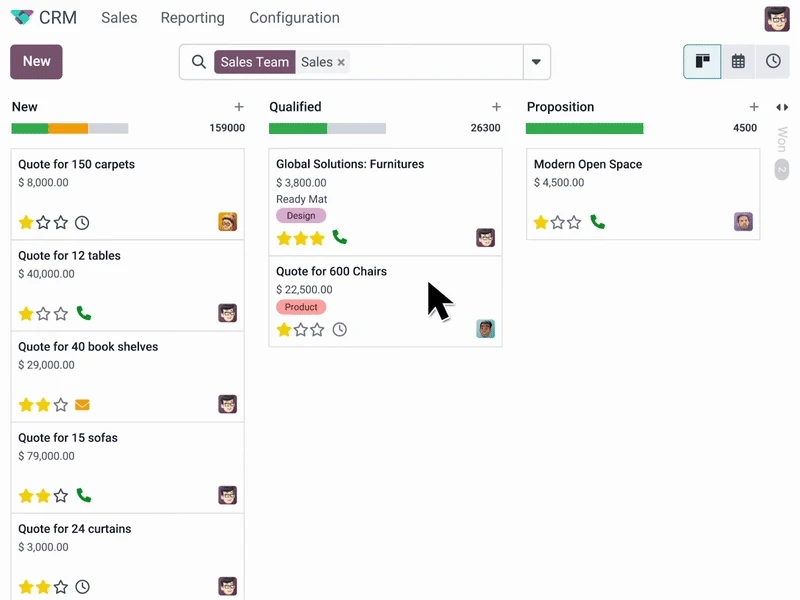 CRM Sales Reporting Configuration
New
Sales Team Sales ×
New +
159000
Quote for 150 carpets
$ 8,000.00
Quote for 12 tables
$ 40,000.00
Quote for 40 book shelves
$ 29,000.00
Quote for 15 sofas
$ 79,000.00
Quote for 24 curtains
$ 3,000.00
Qualified +
26300
Global Solutions: Furnitures
$ 3,800.00
Ready Mat
Design
Quote for 600 Chairs
$ 22,500.00
Product
Proposition +
4500
Modern Open Space
$ 4,500.00
Won
2